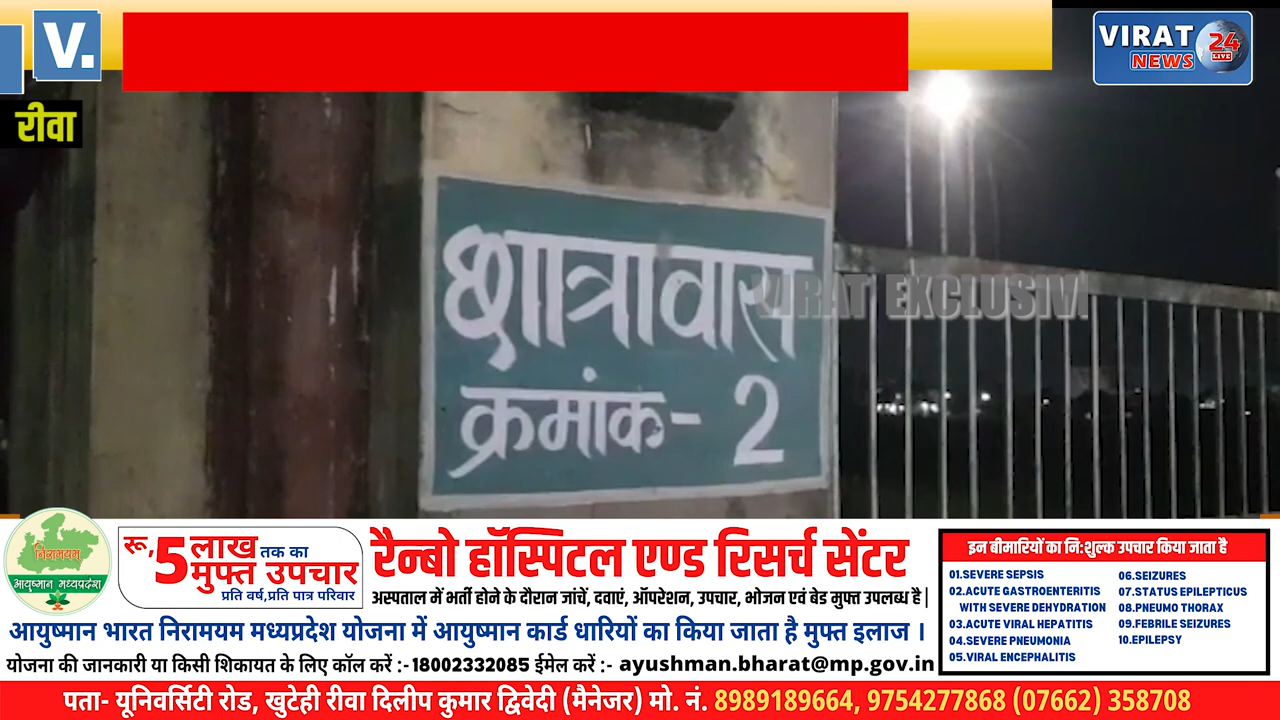 V.
VIRAT
NEWS
24
LIVE
रीवा
छात्रावास
क्रमांक - 2
VIRAT EXCLUSIV
निरामयम्
आयुष्मान मध्यप्रदेश
रू,5 लाख तक का
मुफ्त उपचार
प्रति वर्ष,प्रति पात्र परिवार
रैन्बो हॉस्पिटल एण्ड रिसर्च सेंटर
अस्पताल में भर्ती होने के दौरान जांचें, दवाएं, ऑपरेशन, उपचार, भोजन एवं बेड मुफ्त उपलब्ध है |
आयुष्मान भारत निरामयम मध्यप्रदेश योजना में आयुष्मान कार्ड धारियों का किया जाता है मुफ्त इलाज ।
योजना की जानकारी या किसी शिकायत के लिए कॉल करें :- 18002332085 ईमेल करें :- ayushman.bharat@mp.gov.in
इन बीमारियों का नि:शुल्क उपचार किया जाता है
01.SEVERE SEPSIS
02.ACUTE GASTROENTERITIS
WITH SEVERE DEHYDRATION
03.ACUTE VIRAL HEPATITIS
04.SEVERE PNEUMONIA
05.VIRAL ENCEPHALITIS
06.SEIZURES
07.STATUS EPILEPTICUS
08.PNEUMO THORAX
09.FEBRILE SEIZURES
10.EPILEPSY
पता- यूनिवर्सिटी रोड, खुटेही रीवा दिलीप कुमार द्विवेदी (मैनेजर) मो. नं. 8989189664, 9754277868 (07662) 358708